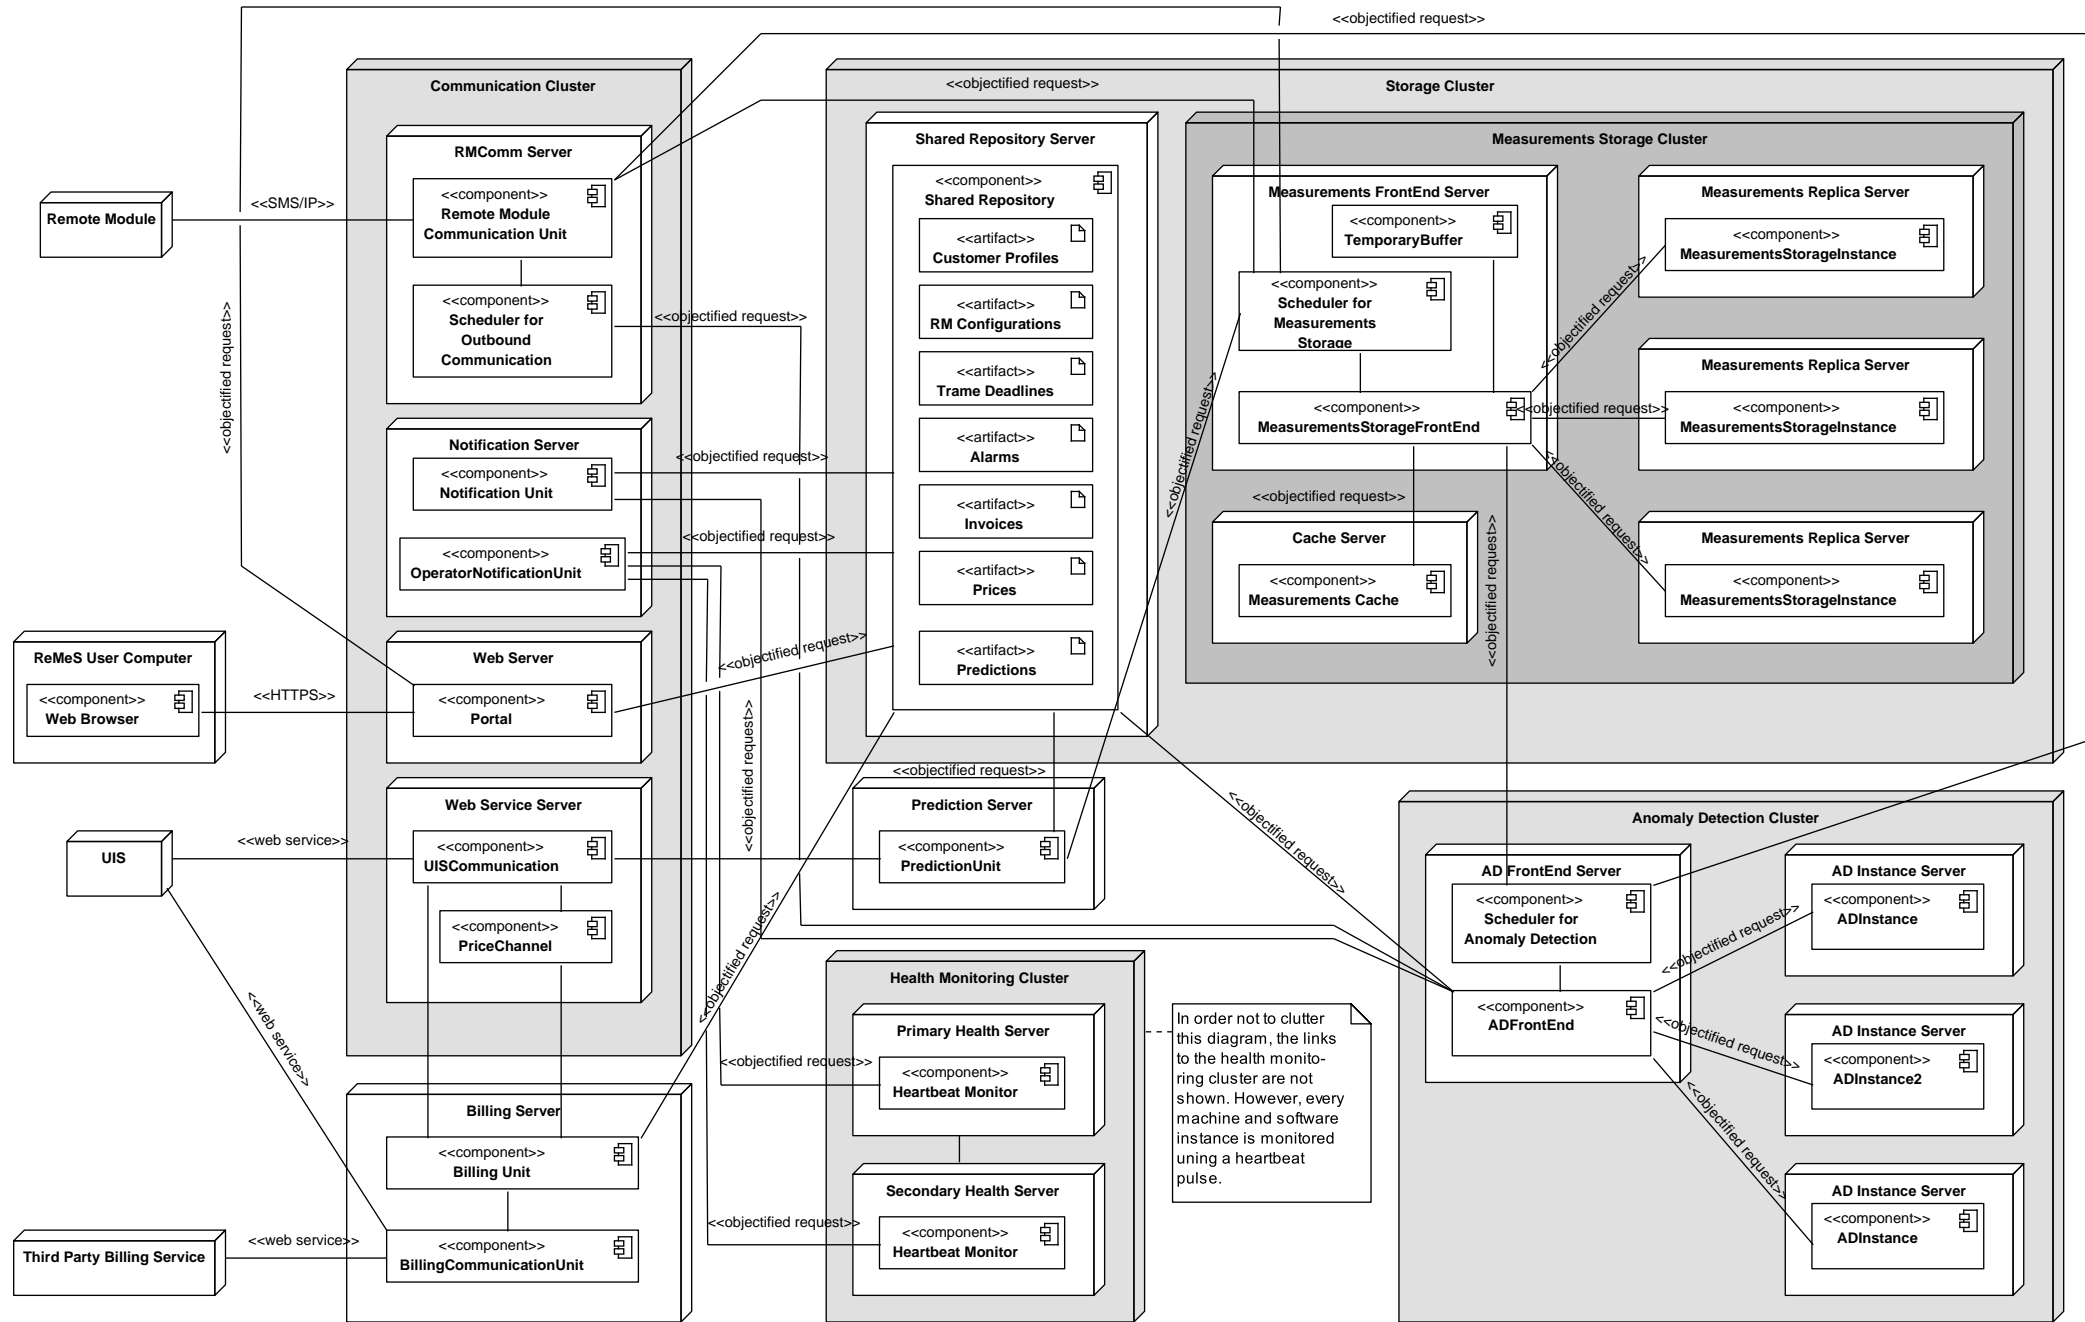 <<objectified request>>
Communication Cluster
RMComm Server
<<component>>
Remote Module
Communication Unit
<<component>>
Scheduler for
Outbound
Communication
Notification Server
<<component>>
Notification Unit
<<component>>
OperatorNotificationUnit
Web Server
<<component>>
Portal
Web Service Server
<<component>>
UISCommunication
<<component>>
PriceChannel
Billing Server
<<component>>
Billing Unit
<<component>>
BillingCommunicationUnit
Remote Module
<<SMS/IP>>
<<objectified request>>
ReMeS User Computer
<<component>>
Web Browser
<<HTTPS>>
UIS
<<web service>>
<<web service>>
Third Party Billing Service
<<web service>>
<<objectified request>>
<<objectified request>>
<<objectified request>>
<<objectified request>>
<<objectified request>>
<<objectified request>>
<<objectified request>>
<<objectified request>>
<<objectified request>>
Storage Cluster
Shared Repository Server
<<component>>
Shared Repository
<<artifact>>
Customer Profiles
<<artifact>>
RM Configurations
<<artifact>>
Trame Deadlines
<<artifact>>
Alarms
<<artifact>>
Invoices
<<artifact>>
Prices
<<artifact>>
Predictions
<<objectified request>>
Measurements Storage Cluster
Measurements FrontEnd Server
<<component>>
TemporaryBuffer
<<component>>
Scheduler for
Measurements
Storage
<<component>>
MeasurementsStorageFrontEnd
<<objectified request>>
<<objectified request>>
Cache Server
<<component>>
Measurements Cache
<<objectified request>>
<<objectified request>>
<<objectified request>>
Measurements Replica Server
<<component>>
MeasurementsStorageInstance
Measurements Replica Server
<<component>>
MeasurementsStorageInstance
Measurements Replica Server
<<component>>
MeasurementsStorageInstance
<<objectified request>>
Prediction Server
<<component>>
PredictionUnit
<<objectified request>>
Health Monitoring Cluster
Primary Health Server
<<component>>
Heartbeat Monitor
Secondary Health Server
<<component>>
Heartbeat Monitor
In order not to clutter
this diagram, the links
to the health monito-
ring cluster are not
shown. However, every
machine and software
instance is monitored
uning a heartbeat
pulse.
Anomaly Detection Cluster
AD FrontEnd Server
<<component>>
Scheduler for
Anomaly Detection
<<component>>
ADFrontEnd
<<objectified request>>
<<objectified request>>
<<objectified request>>
AD Instance Server
<<component>>
ADInstance
AD Instance Server
<<component>>
ADInstance2
AD Instance Server
<<component>>
ADInstance